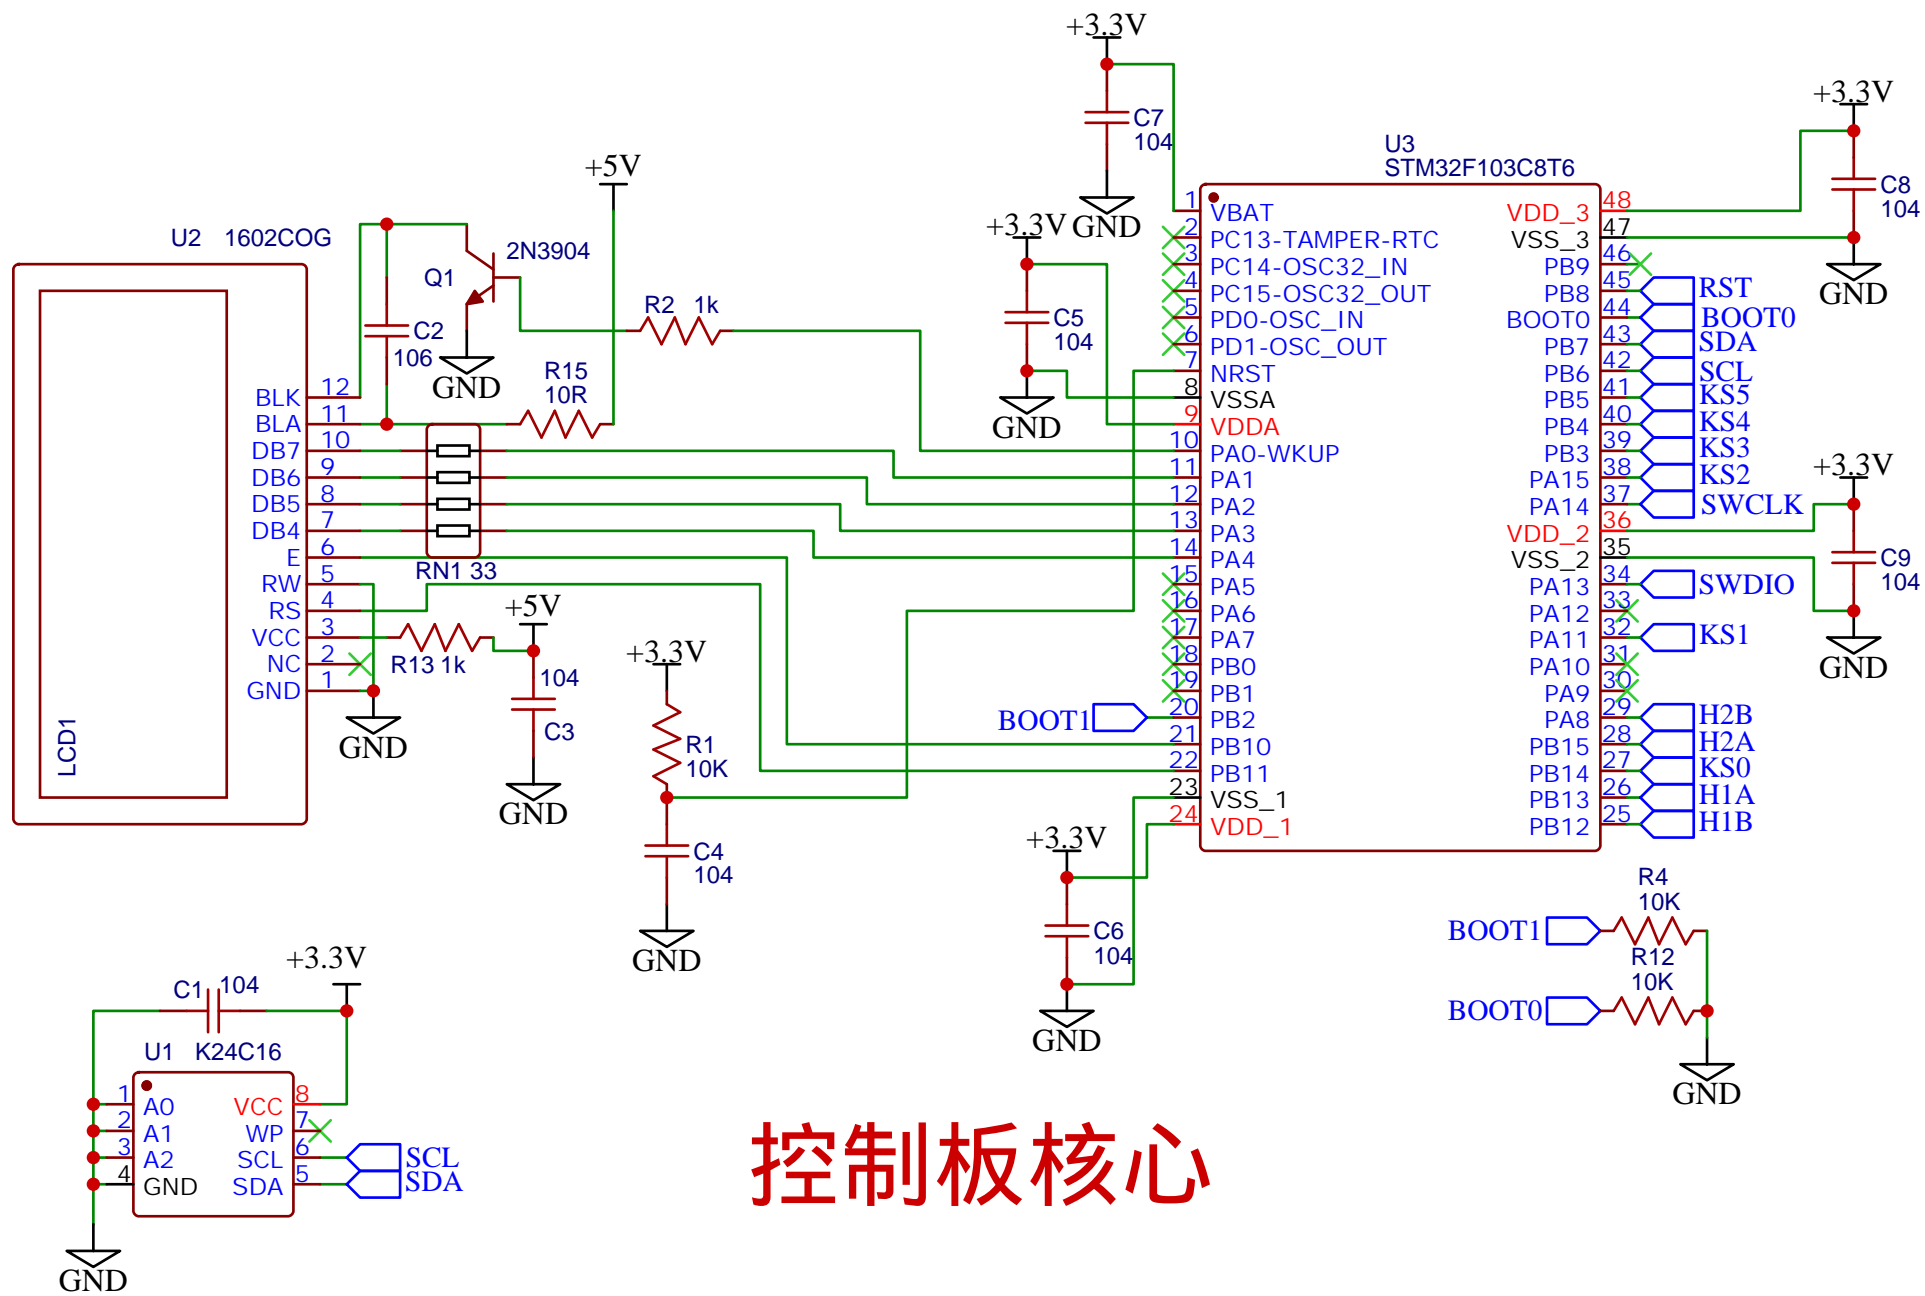 +3.3V
C7
104
GND
+3.3V
C8
104
GND
+5V
U2 1602COG
LCD1
Q1
2N3904
GND
C2
106
R2 1k
R15
10R
12 BLK
11 BLA
10 DB7
9 DB6
8 DB5
7 DB4
6 E
5 RW
4 RS
3 VCC
2 NC
1 GND
RN1 33
R13 1k
+5V
104
C3
GND
GND
+3.3V
R1
10K
C4
104
GND
+3.3V
C5
104
GND
U3
STM32F103C8T6
1 VBAT
2 PC13-TAMPER-RTC
3 PC14-OSC32_IN
4 PC15-OSC32_OUT
5 PD0-OSC_IN
6 PD1-OSC_OUT
7 NRST
8 VSSA
9 VDDA
10 PA0-WKUP
11 PA1
12 PA2
13 PA3
14 PA4
15 PA5
16 PA6
17 PA7
18 PB0
19 PB1
BOOT1 20 PB2
21 PB10
22 PB11
23 VSS_1
24 VDD_1
VDD_3 48
VSS_3 47
PB9 46
PB8 45 RST
BOOT0 44 BOOT0
PB7 43 SDA
PB6 42 SCL
PB5 41 KS5
PB4 40 KS4
PB3 39 KS3
PA15 38 KS2
PA14 37 SWCLK
VDD_2 36
VSS_2 35
PA13 34 SWDIO
PA12 33
PA11 32 KS1
PA10 31
PA9 30
PA8 29 H2B
PB15 28 H2A
PB14 27 KS0
PB13 26 H1A
PB12 25 H1B
+3.3V
C9
104
GND
+3.3V
C6
104
GND
R4
10K
BOOT1
R12
10K
BOOT0
GND
+3.3V
C1 104
U1 K24C16
1 A0
2 A1
3 A2
4 GND
VCC 8
WP 7
SCL 6 SCL
SDA 5 SDA
GND
控制板核心